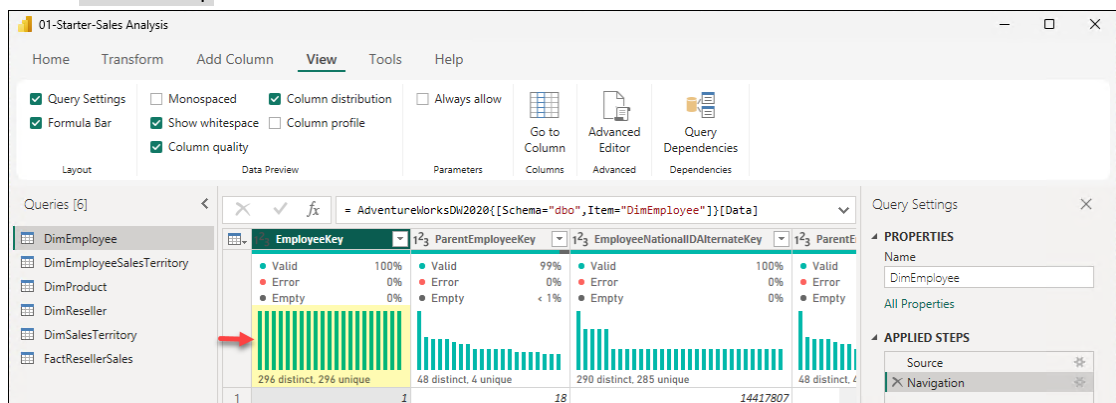 01-Starter-Sales Analysis
Home Transform Add Column View Tools Help
Query Settings Monospaced Column distribution Always allow
Formula Bar Show whitespace Column profile
Column quality
Go to Column
Advanced Editor
Query Dependencies
Layout Data Preview Parameters Columns Advanced Dependencies
Queries [6]
DimEmployee
DimEmployeeSalesTerritory
DimProduct
DimReseller
DimSalesTerritory
FactResellerSales
fx = AdventureWorksDW2020{[Schema="dbo",Item="DimEmployee"]}[Data]
EmployeeKey 1²3 ParentEmployeeKey 1²3 EmployeeNationalIDAlternateKey 1²3 ParentE
Valid 100% Valid 99% Valid 100% Valid
Error 0% Error 0% Error 0% Error
Empty 0% Empty < 1% Empty 0% Empty
296 distinct, 296 unique 48 distinct, 4 unique 290 distinct, 285 unique 48 distinct,
1 1 18 14417807
Query Settings
PROPERTIES
Name
DimEmployee
All Properties
APPLIED STEPS
Source
Navigation